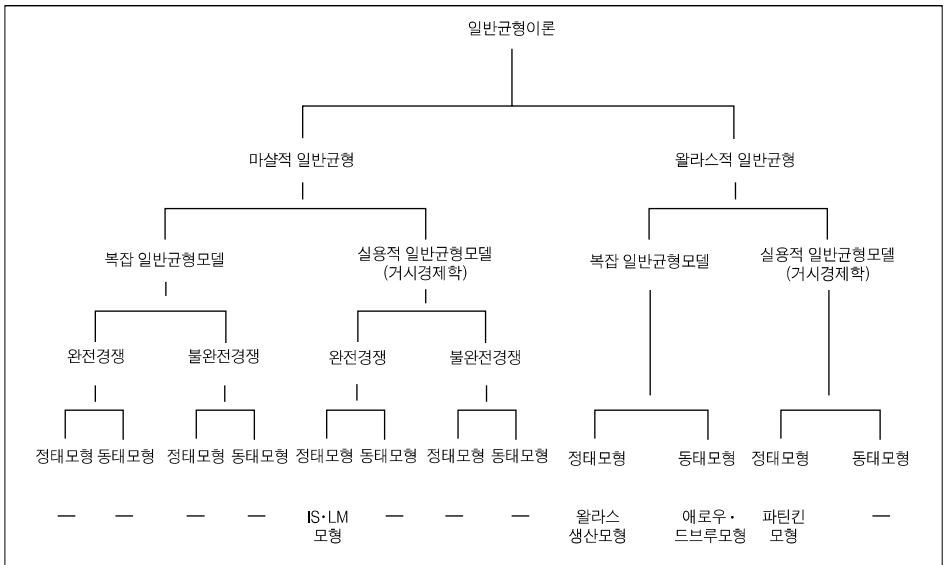 일반균형이론
마샬적 일반균형 왈라스적 일반균형
복잡 일반균형모델 실용적 일반균형모델 복잡 일반균형모델 실용적 일반균형모델
(거시경제학) (거시경제학)
완전경쟁 불완전경쟁 완전경쟁 불완전경쟁
정태모형 동태모형 정태모형 동태모형 정태모형 동태모형 정태모형 동태모형 정태모형 동태모형 정태모형 동태모형
— — — — IS·LM — — — 왈라스 애로우· 파틴킨 —
모형 생산모형 드브루모형 모형